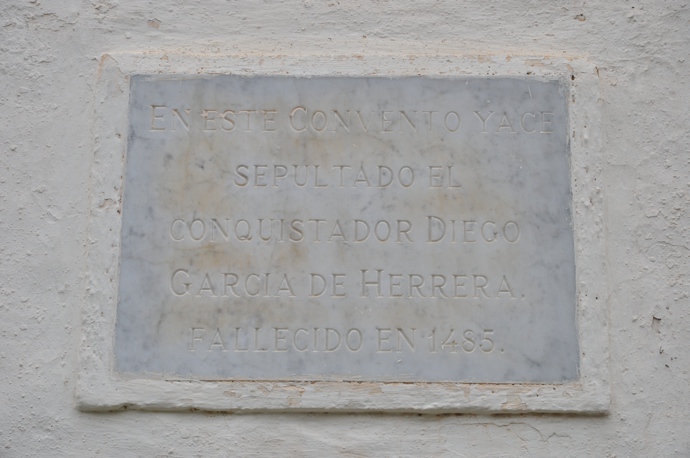 En este Convento yace
sepultado el
conquistador Diego
Garcia de Herrera.
fallecido en 1485.